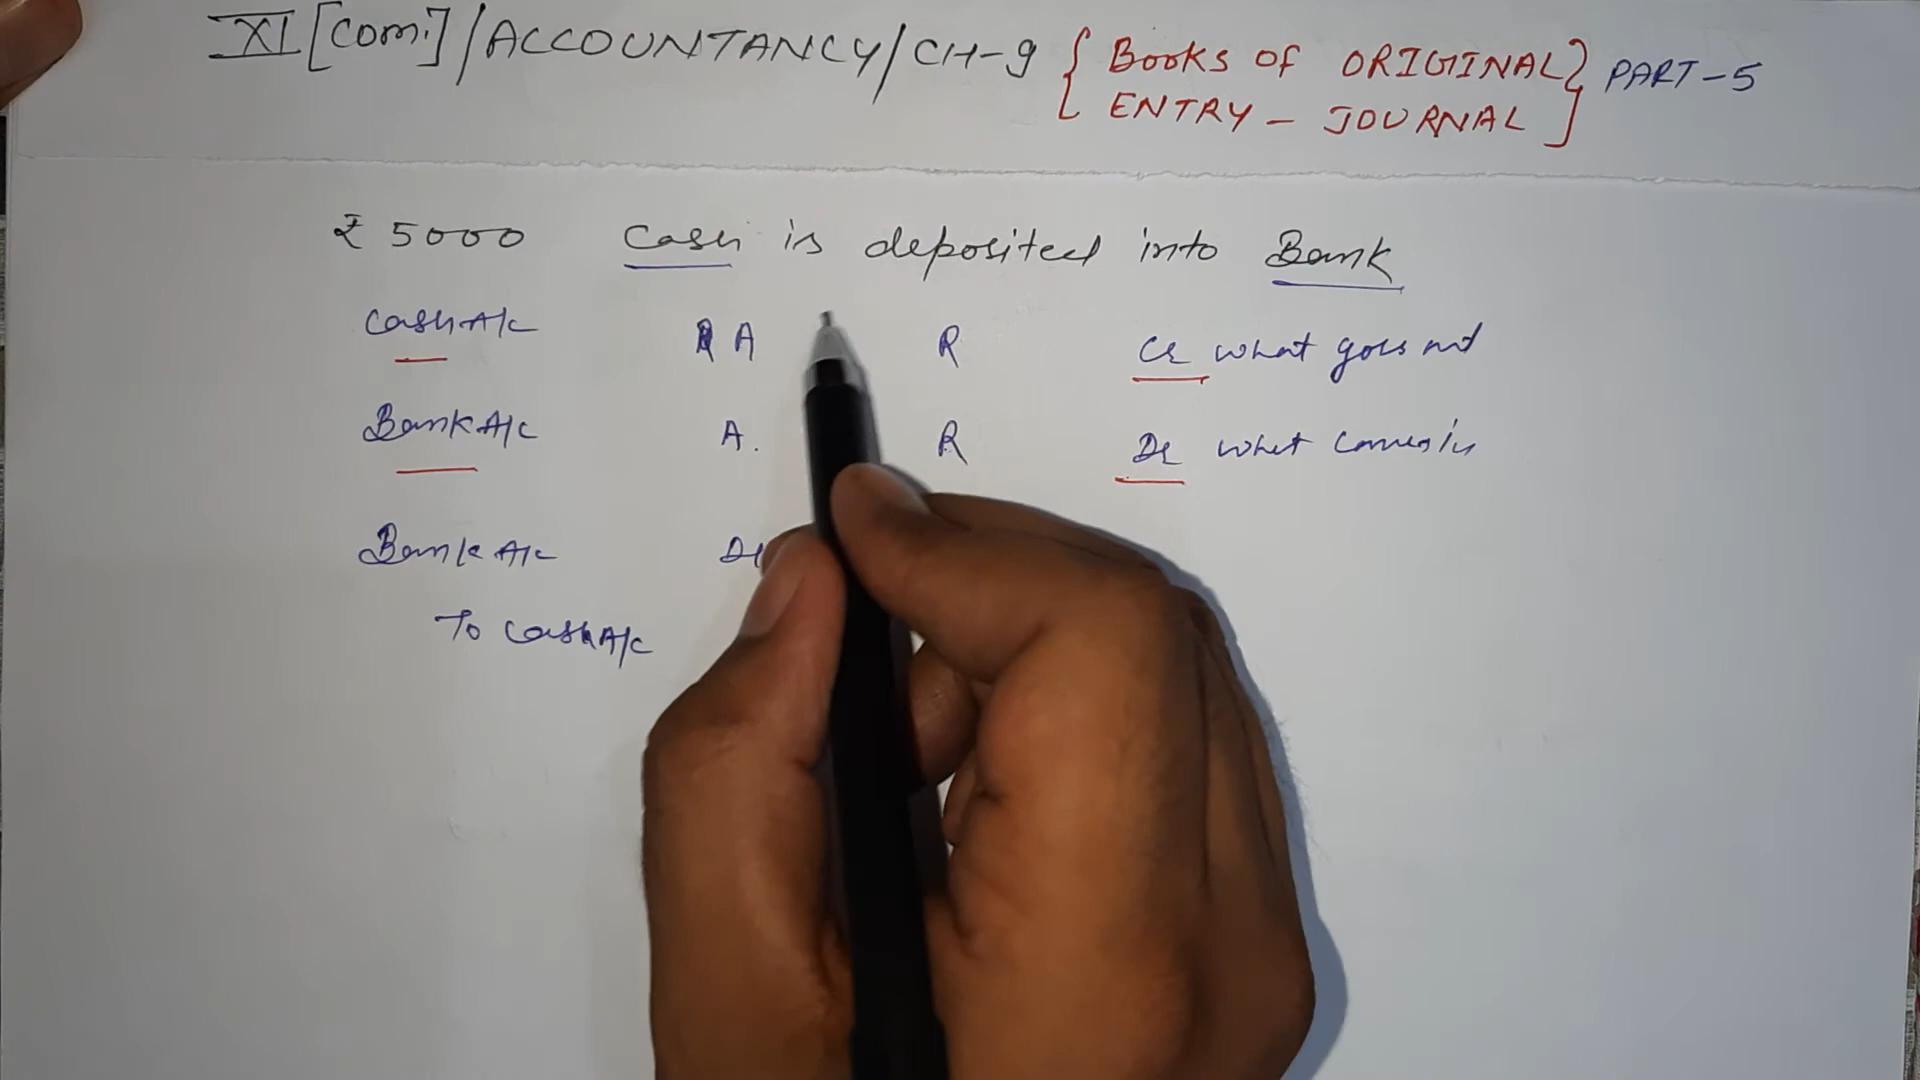 XI [Com:] / ACCOUNTANCY / CH-9 { Books of ORIGINAL ENTRY - JOURNAL } PART-5
₹ 5000 Cash is deposited into Bank
Cash A/c A R Cr what goes out
Bank A/c A. R Dr what comes in
Bank A/c Dr
To Cash A/c